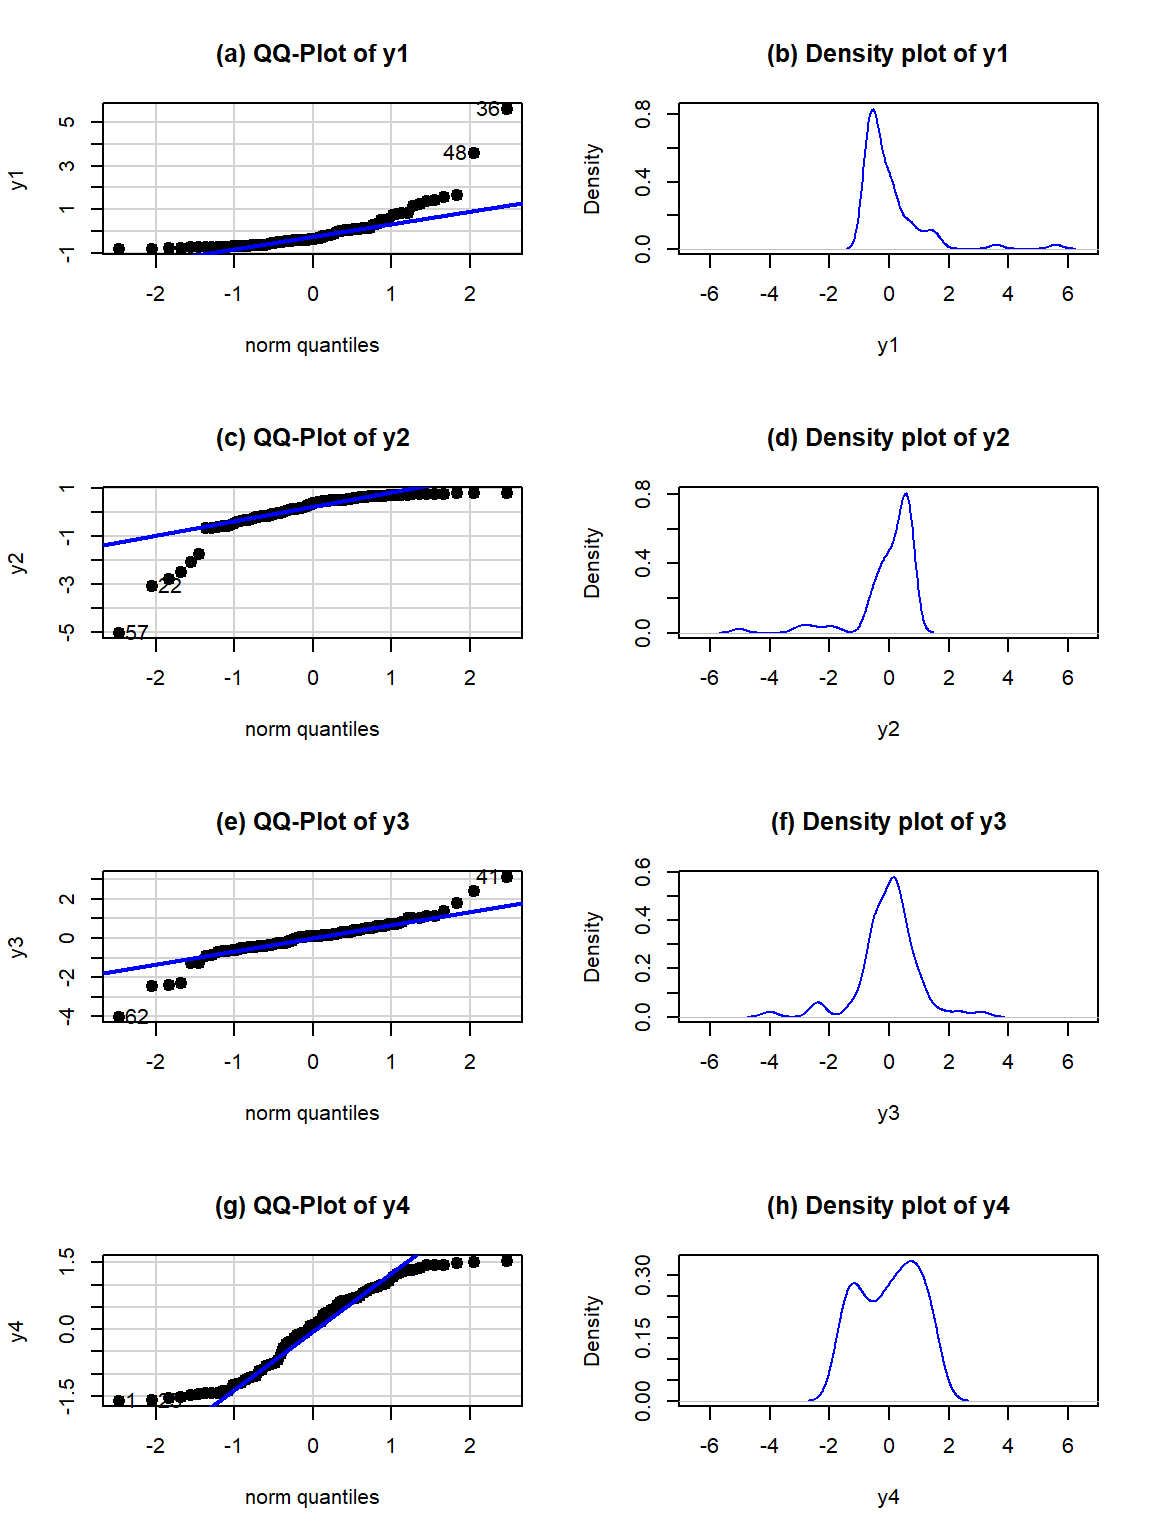 (a) QQ-Plot of y1
y1
5
3
1
-1
36
48
-2 -1 0 1 2
norm quantiles
(b) Density plot of y1
Density
0.8
0.4
0.0
-6 -4 -2 0 2 4 6
y1
(c) QQ-Plot of y2
y2
1
-1
-3
-5
22
57
-2 -1 0 1 2
norm quantiles
(d) Density plot of y2
Density
0.8
0.4
0.0
-6 -4 -2 0 2 4 6
y2
(e) QQ-Plot of y3
y3
2
0
-2
-4
41
62
-2 -1 0 1 2
norm quantiles
(f) Density plot of y3
Density
0.6
0.4
0.2
0.0
-6 -4 -2 0 2 4 6
y3
(g) QQ-Plot of y4
y4
1.5
0.0
-1.5
1
-2 -1 0 1 2
norm quantiles
(h) Density plot of y4
Density
0.30
0.15
0.00
-6 -4 -2 0 2 4 6
y4